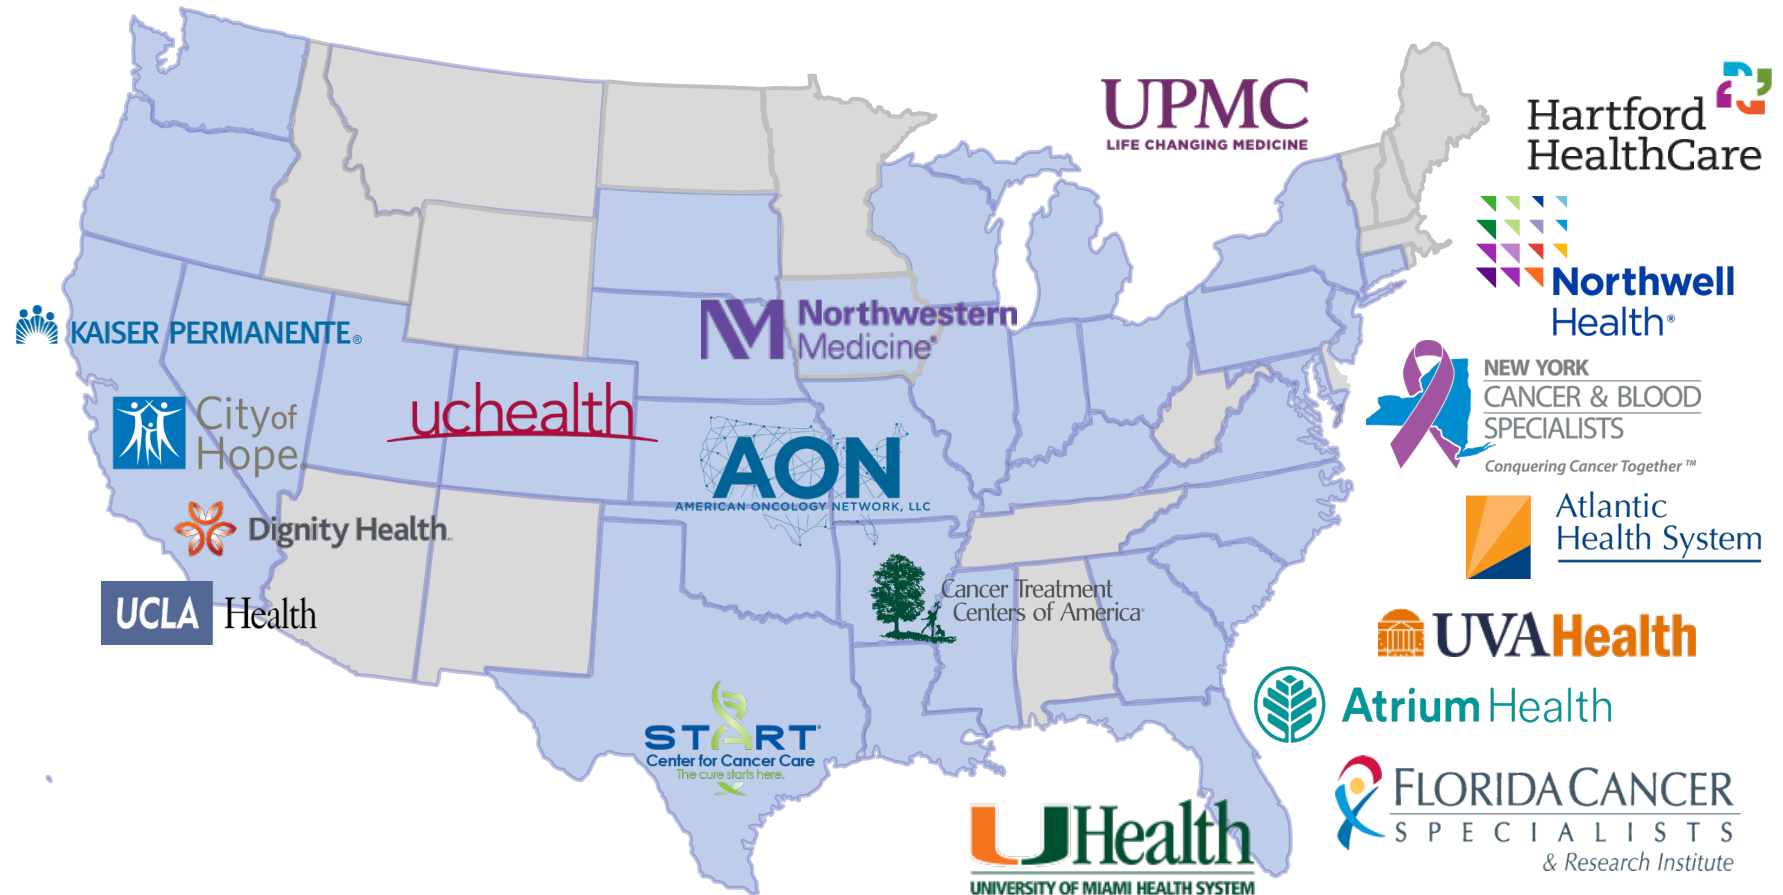 UPMC
LIFE CHANGING MEDICINE
Hartford
HealthCare
Northwell
Health®
KAISER PERMANENTE®
NM Northwestern
Medicine®
NEW YORK
CANCER & BLOOD
SPECIALISTS
Conquering Cancer Together™
City of
Hope
uchealth
AON
AMERICAN ONCOLOGY NETWORK, LLC
Dignity Health
Atlantic
Health System
UCLA Health
Cancer Treatment
Centers of America
UVAHealth
Atrium Health
START®
Center for Cancer Care
The cure starts here.
FLORIDA CANCER
SPECIALISTS
& Research Institute
UHealth
UNIVERSITY OF MIAMI HEALTH SYSTEM